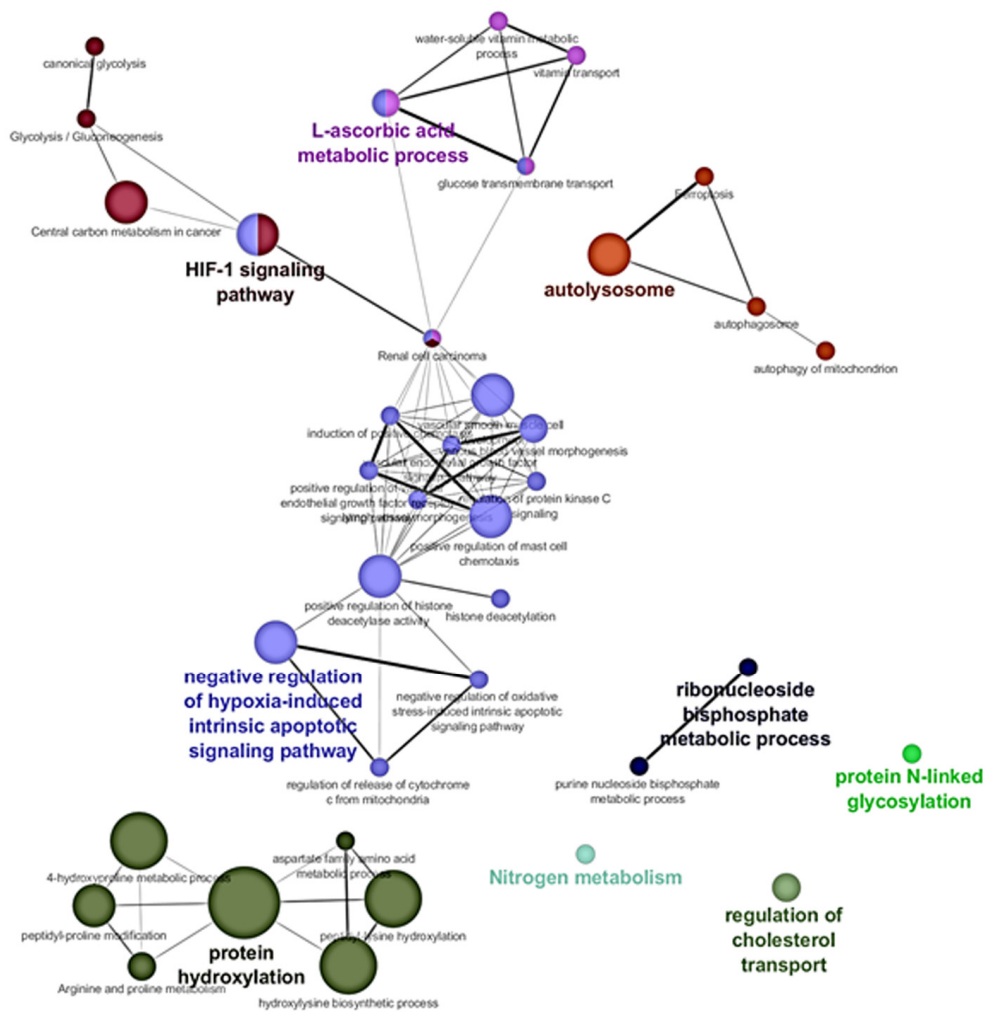 water-soluble vitamin metabolic
process
canonical glycolysis
vitamin transport
L-ascorbic acid
metabolic process
Glycolysis / Gluconeogenesis
glucose transmembrane transport
Ferroptosis
Central carbon metabolism in cancer
HIF-1 signaling
pathway
autolysosome
autophagosome
Renal cell carcinoma
autophagy of mitochondrion
vascular smooth muscle cell
induction of positive chemotaxis
vessel morphogenesis
endothelial growth factor
positive regulation of
endothelial growth factor
signaling pathway
regulation of protein kinase C
signaling
positive regulation of mast cell
chemotaxis
positive regulation of histone
deacetylase activity
histone deacetylation
negative regulation
of hypoxia-induced
intrinsic apoptotic
signaling pathway
negative regulation of oxidative
stress-induced intrinsic apoptotic
signaling pathway
regulation of release of cytochrome
c from mitochondria
ribonucleoside
bisphosphate
metabolic process
purine nucleoside bisphosphate
metabolic process
protein N-linked
glycosylation
aspartate family amino acid
metabolic process
4-hydroxyproline metabolic process
Nitrogen metabolism
peptidyl-proline modification
peptidyl-lysine hydroxylation
protein
hydroxylation
Arginine and proline metabolism
hydroxylysine biosynthetic process
regulation of
cholesterol
transport